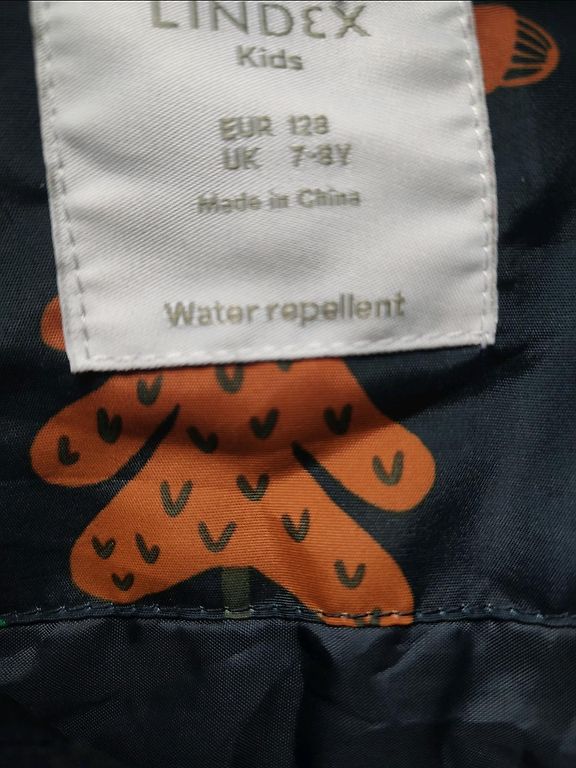 LINDEX
Kids
EUR 128
UK 7-8Y
Made in China
Water repellent